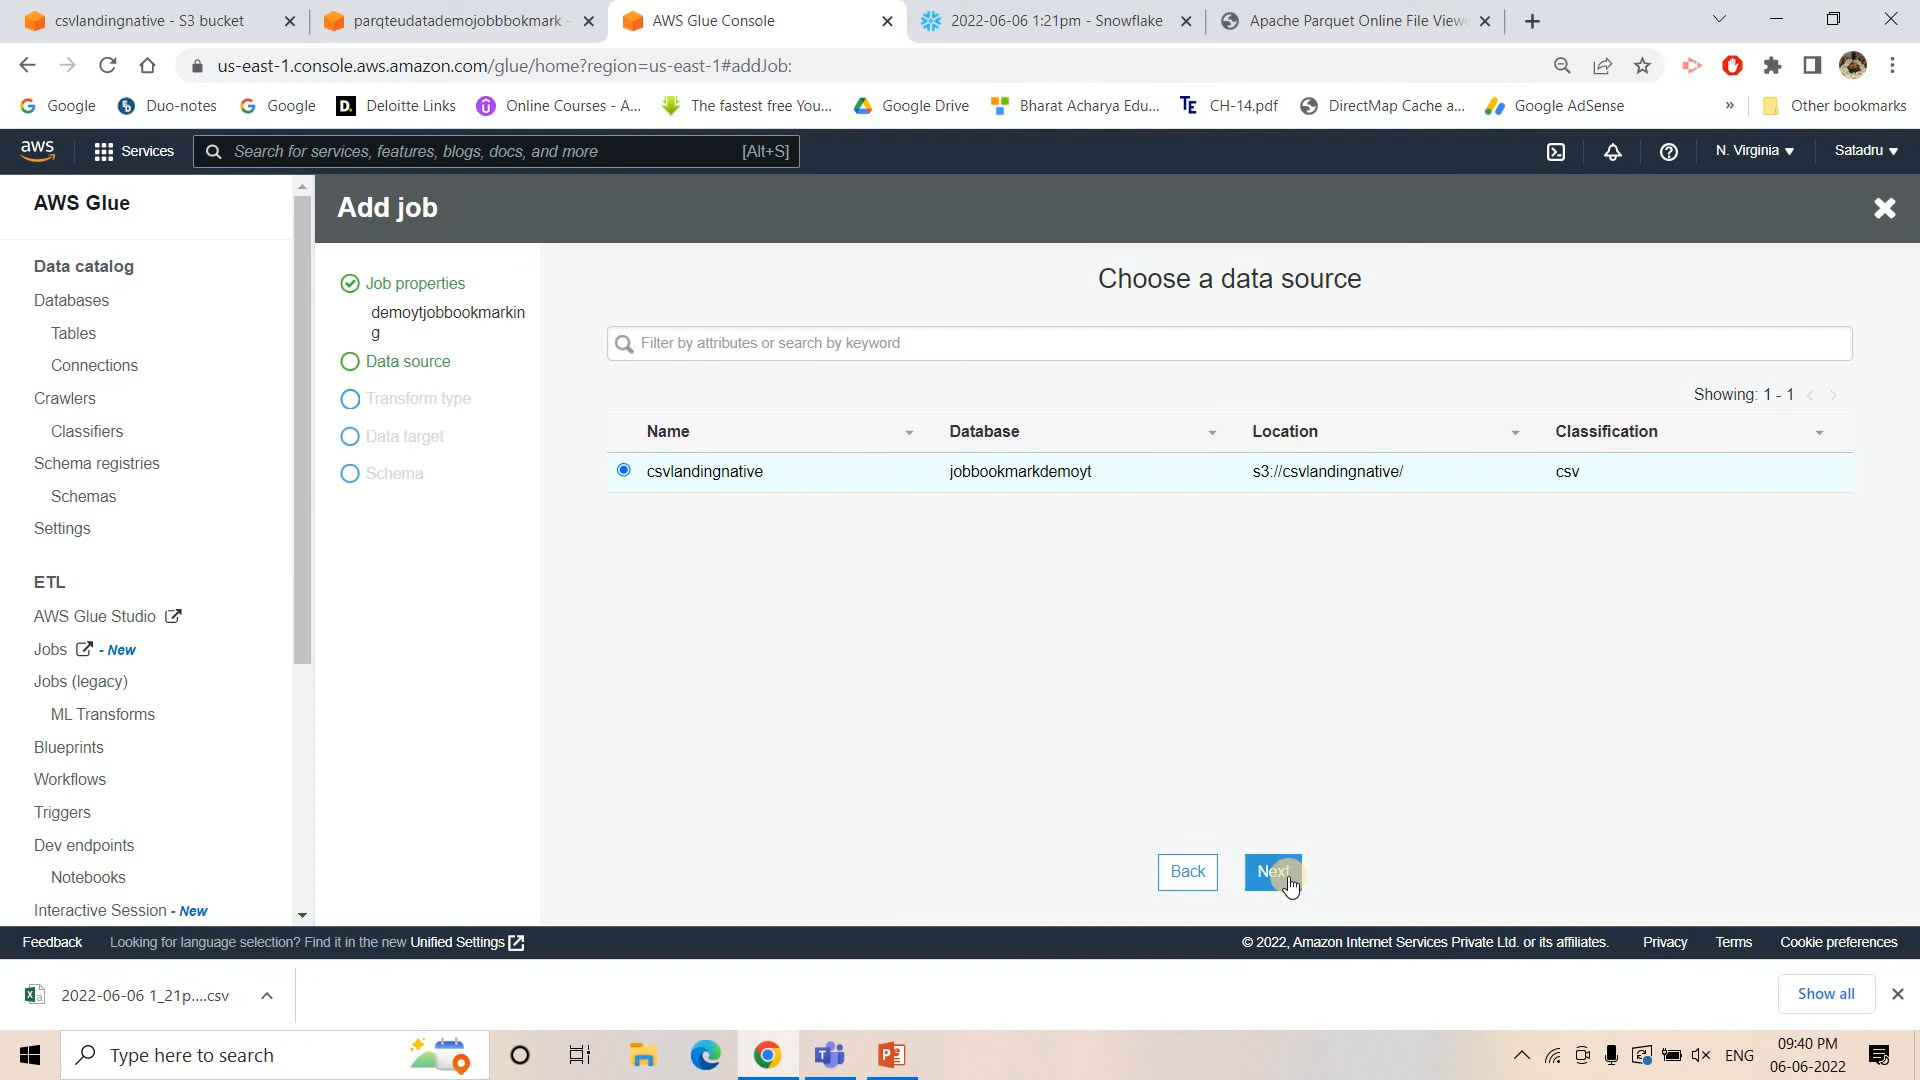 csvlandingnative - S3 bucket
parqteudatademojobbbokmark
AWS Glue Console
2022-06-06 1:21pm - Snowflake
Apache Parquet Online File View
us-east-1.console.aws.amazon.com/glue/home?region=us-east-1#addJob:
Google
Duo-notes
Google
Deloitte Links
Online Courses - A...
The fastest free You...
Google Drive
Bharat Acharya Edu...
CH-14.pdf
DirectMap Cache a...
Google AdSense
»
Other bookmarks
aws
Services
Search for services, features, blogs, docs, and more
[Alt+S]
N. Virginia
Satadru
AWS Glue
Add job
Data catalog
Databases
Tables
Connections
Crawlers
Classifiers
Schema registries
Schemas
Settings
ETL
AWS Glue Studio
Jobs - New
Jobs (legacy)
ML Transforms
Blueprints
Workflows
Triggers
Dev endpoints
Notebooks
Interactive Session - New
Job properties
demoytjobbookmarkin
g
Data source
Transform type
Data target
Schema
Choose a data source
Filter by attributes or search by keyword
Showing: 1 - 1
Name Database Location Classification
csvlandingnative jobbookmarkdemoyt s3://csvlandingnative/ csv
Back
Next
Feedback
Looking for language selection? Find it in the new Unified Settings
© 2022, Amazon Internet Services Private Ltd. or its affiliates.
Privacy
Terms
Cookie preferences
2022-06-06 1_21p....csv
Show all
Type here to search
ENG
09:40 PM
06-06-2022